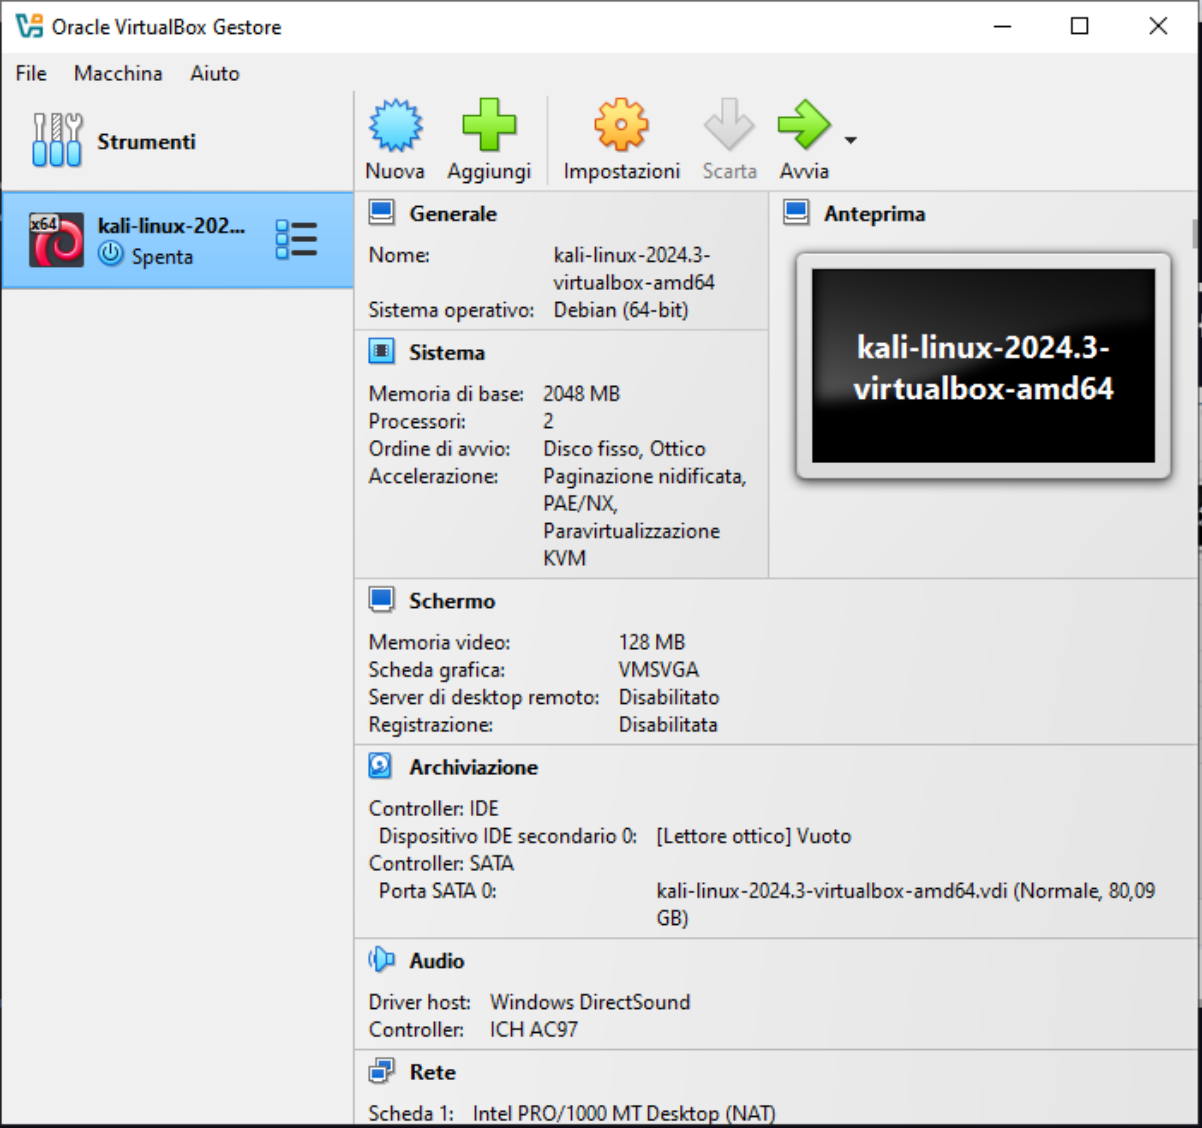 Oracle VirtualBox Gestore
File Macchina Aiuto
Strumenti
Nuova Aggiungi Impostazioni Scarta Avvia
x64
kali-linux-202...
Spenta
Generale
Nome: kali-linux-2024.3-
virtualbox-amd64
Sistema operativo: Debian (64-bit)
Anteprima
kali-linux-2024.3-
virtualbox-amd64
Sistema
Memoria di base: 2048 MB
Processori: 2
Ordine di avvio: Disco fisso, Ottico
Accelerazione: Paginazione nidificata,
PAE/NX,
Paravirtualizzazione
KVM
Schermo
Memoria video: 128 MB
Scheda grafica: VMSVGA
Server di desktop remoto: Disabilitato
Registrazione: Disabilitata
Archiviazione
Controller: IDE
Dispositivo IDE secondario 0: [Lettore ottico] Vuoto
Controller: SATA
Porta SATA 0: kali-linux-2024.3-virtualbox-amd64.vdi (Normale, 80,09
GB)
Audio
Driver host: Windows DirectSound
Controller: ICH AC97
Rete
Scheda 1: Intel PRO/1000 MT Desktop (NAT)